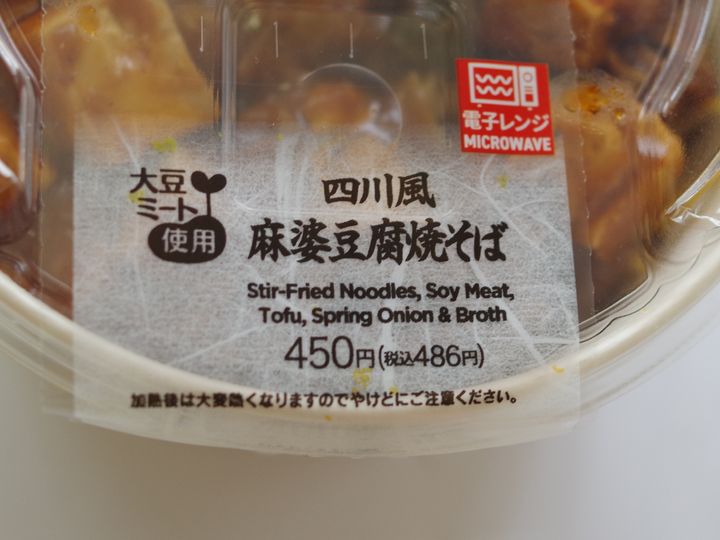 電子レンジ
MICROWAVE
大豆
ミート
使用
四川風
麻婆豆腐焼そば
Stir-Fried Noodles, Soy Meat,
Tofu, Spring Onion & Broth
450円(税込486円)
加熱後は大変熱くなりますのでやけどにご注意ください。